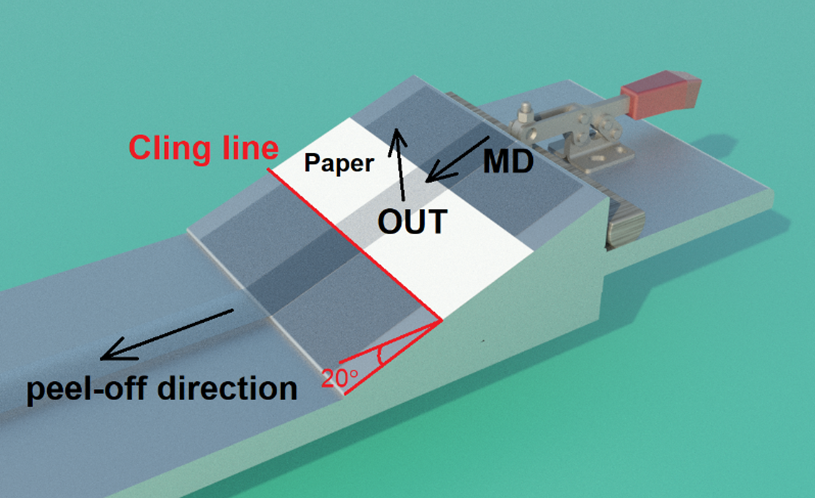 Cling line
Paper
MD
OUT
peel-off direction
20°